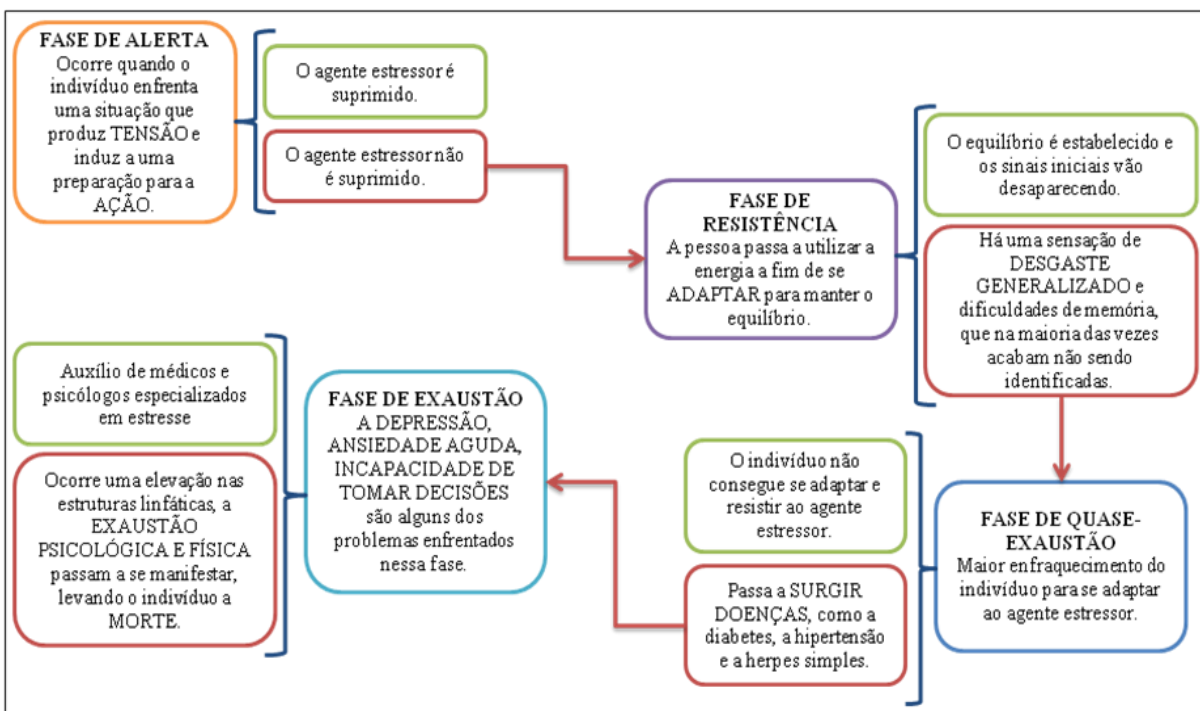 FASE DE ALERTA
Ocorre quando o
indivíduo enfrenta
uma situação que
produz TENSÃO e
induz a uma
preparação para a
AÇÃO.
O agente estressor é
suprimido.
O agente estressor não
é suprimido.
FASE DE
RESISTÊNCIA
A pessoa passa a utilizar a
energia a fim de se
ADAPTAR para manter o
equilíbrio.
O equilíbrio é estabelecido e
os sinais iniciais vão
desaparecendo.
Há uma sensação de
DESGASTE
GENERALIZADO e
dificuldades de memória,
que na maioria das vezes
acabam não sendo
identificadas.
FASE DE QUASE-
EXAUSTÃO
Maior enfraquecimento do
indivíduo para se adaptar
ao agente estressor.
O indivíduo não
consegue se adaptar e
resistir ao agente
estressor.
Passa a SURGIR
DOENÇAS, como a
diabetes, a hipertensão
e a herpes simples.
FASE DE EXAUSTÃO
A DEPRESSÃO,
ANSIEDADE AGUDA,
INCAPACIDADE DE
TOMAR DECISÕES
são alguns dos
problemas enfrentados
nessa fase.
Auxílio de médicos e
psicólogos especializados
em estresse
Ocorre uma elevação nas
estruturas linfáticas, a
EXAUSTÃO
PSICOLÓGICA E FÍSICA
passam a se manifestar,
levando o indivíduo a
MORTE.